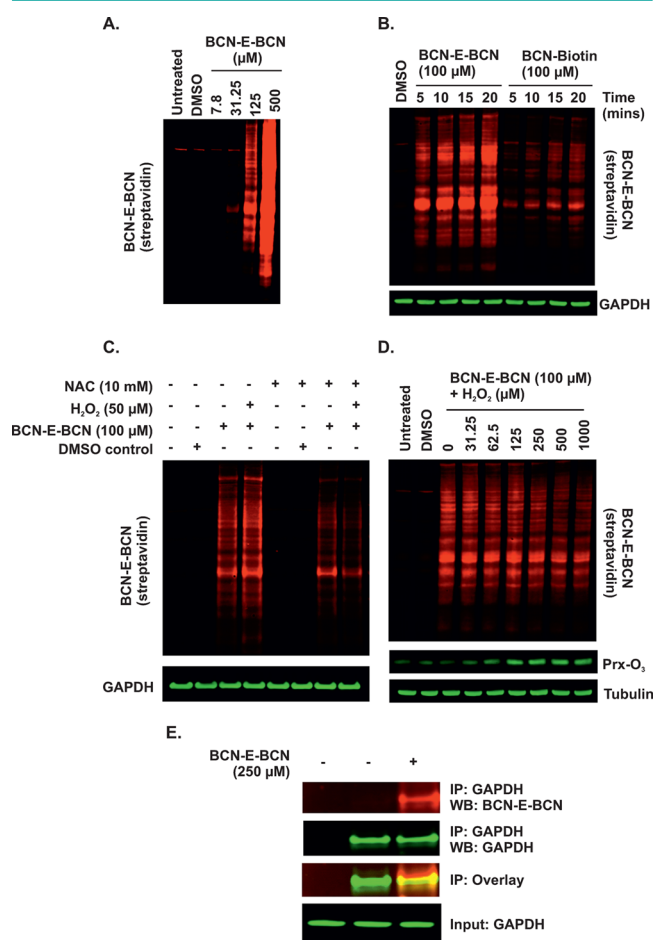 A.
BCN-E-BCN
(µM)
Untreated
DMSO
7.8
31.25
125
500
BCN-E-BCN
(streptavidin)
B.
BCN-E-BCN
(100 µM)
BCN-Biotin
(100 µM)
DMSO
5 10 15 20 5 10 15 20 Time
(mins)
BCN-E-BCN
(streptavidin)
GAPDH
C.
NAC (10 mM) - - - - + + + +
H₂O₂ (50 µM) - - - + - - - +
BCN-E-BCN (100 µM) - - + + - - + +
DMSO control - + - - - + - -
BCN-E-BCN
(streptavidin)
GAPDH
D.
BCN-E-BCN (100 µM)
+ H₂O₂ (µM)
Untreated
DMSO
0
31.25
62.5
125
250
500
1000
BCN-E-BCN
(streptavidin)
Prx-O₃
Tubulin
E.
BCN-E-BCN
(250 µM)
- - +
IP: GAPDH
WB: BCN-E-BCN
IP: GAPDH
WB: GAPDH
IP: Overlay
Input: GAPDH